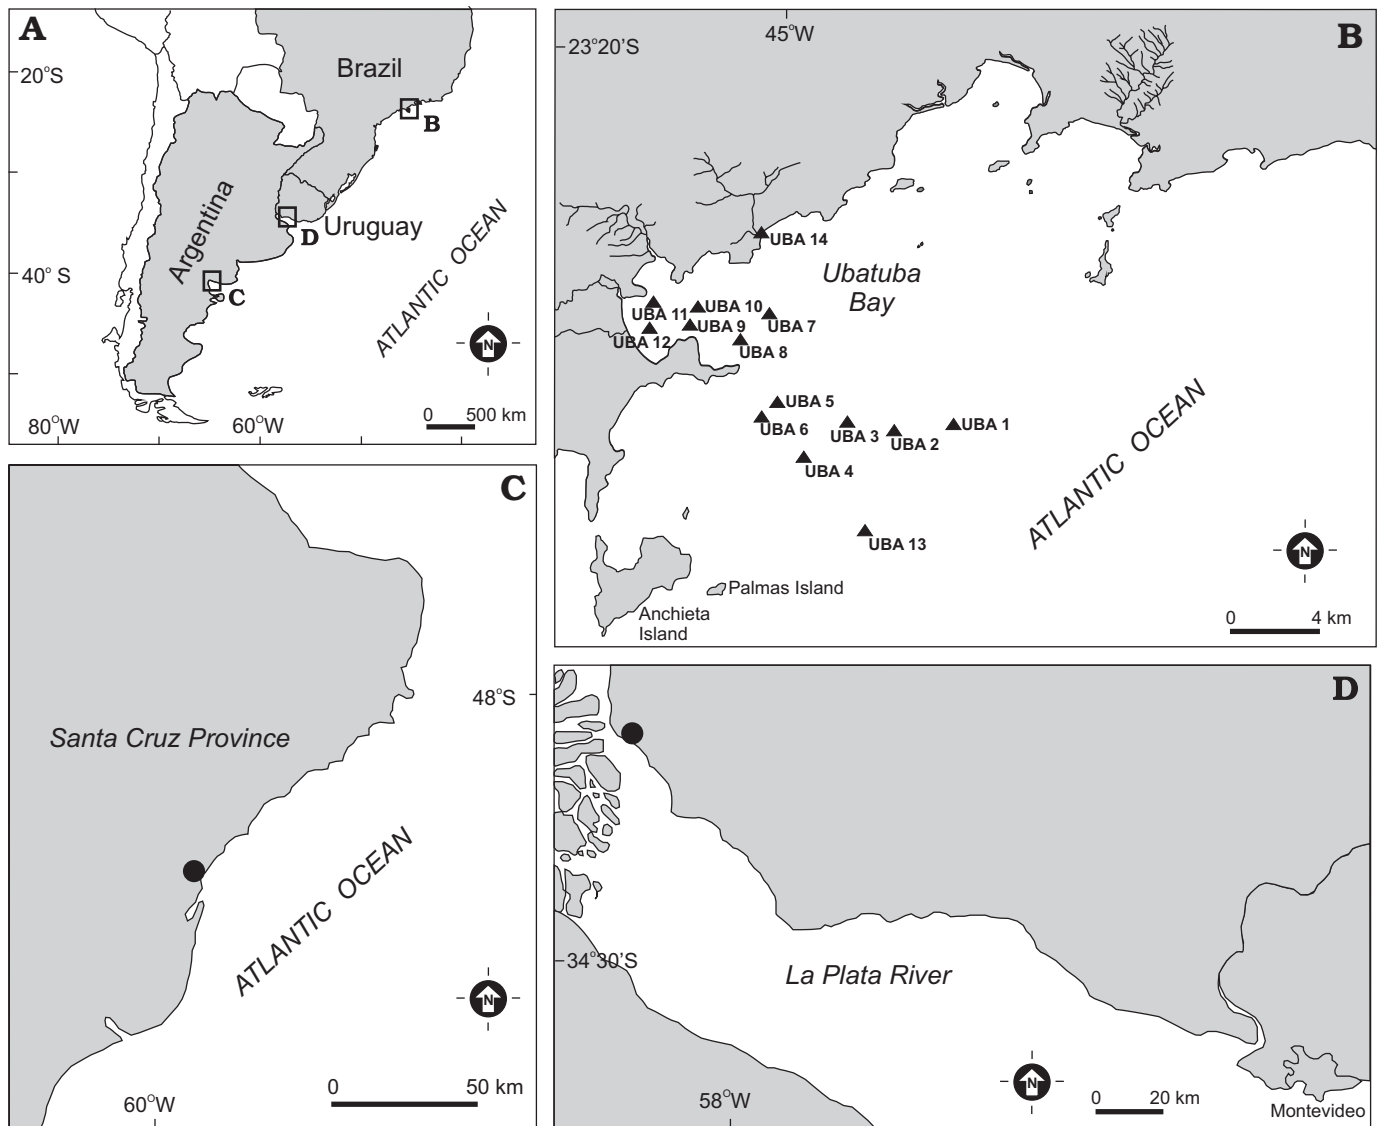 A
20°S
Brazil
B
Argentina
Uruguay
D
40° S
C
ATLANTIC OCEAN
N
0 500 km
80°W
60°W
B
45°W
23°20'S
UBA 14
Ubatuba
Bay
UBA 10
UBA 11
UBA 9
UBA 7
UBA 12
UBA 8
UBA 5
UBA 6
UBA 3
UBA 2
UBA 1
UBA 4
UBA 13
ATLANTIC OCEAN
N
Palmas Island
Anchieta
Island
0 4 km
C
48°S
Santa Cruz Province
ATLANTIC OCEAN
N
0 50 km
60°W
D
34°30'S
La Plata River
N
58°W
0 20 km
Montevideo